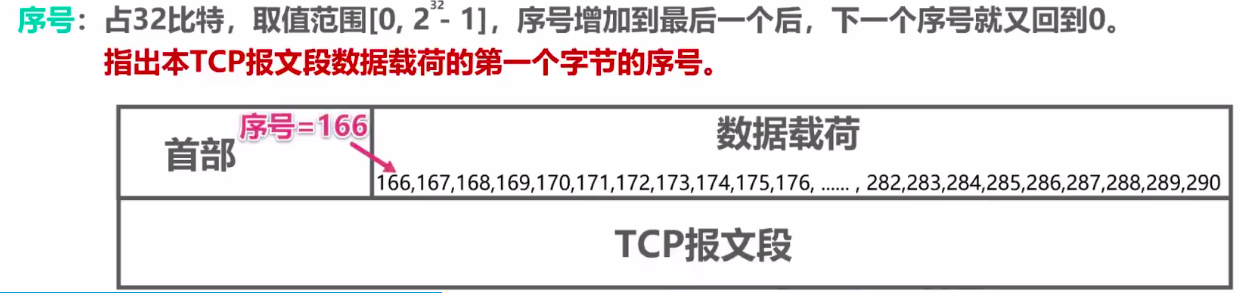 序号：占32比特，取值范围[0, 2³²- 1]，序号增加到最后一个后，下一个序号就又回到0。
指出本TCP报文段数据载荷的第一个字节的序号。
首部
序号=166
数据载荷
166,167,168,169,170,171,172,173,174,175,176, ...... , 282,283,284,285,286,287,288,289,290
TCP报文段